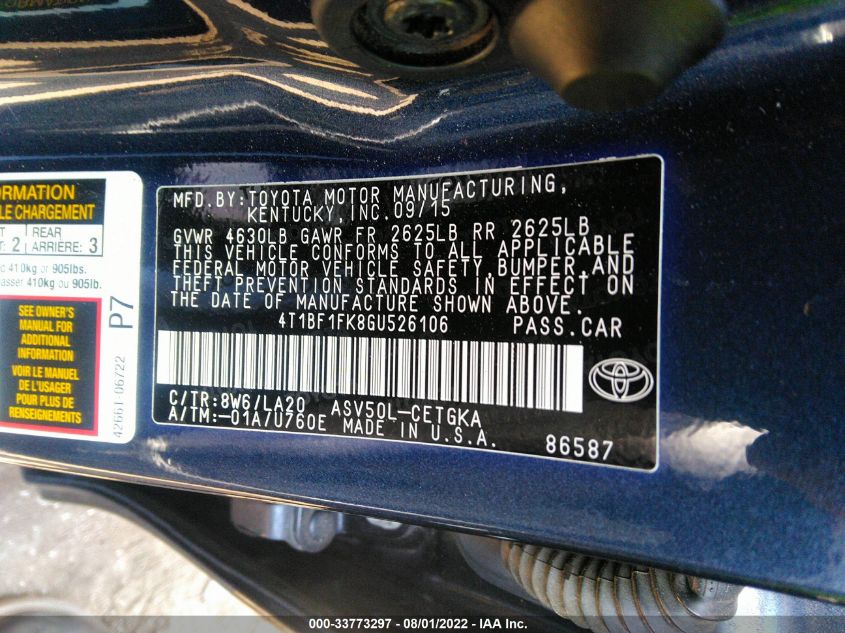 ORMATION
LE CHARGEMENT
2
REAR
ARRIERE: 3
410kg or 905lbs.
asser 410kg ou 905lb.
SEE OWNER'S
MANUAL FOR
ADDITIONAL
INFORMATION
VOIR LE MANUEL
DE L'USAGER
POUR PLUS DE
RENSEIGNEMENTS
P7
42661-06722
MFD.BY:TOYOTA MOTOR MANUFACTURING,
KENTUCKY,INC.09/15
GVWR 4630LB GAWR FR 2625LB RR 2625LB
THIS VEHICLE CONFORMS TO ALL APPLICABLE
FEDERAL MOTOR VEHICLE SAFETY,BUMPER,AND
THEFT PREVENTION STANDARDS IN EFFECT ON
THE DATE OF MANUFACTURE SHOWN ABOVE.
4T1BF1FK8GU526106 PASS.CAR
C/TR:8W6/LA20 ASV50L-CETGKA
A/TM:-01A7U760E MADE IN U.S.A.
86587
000-33773297 - 08/01/2022 - IAA Inc.